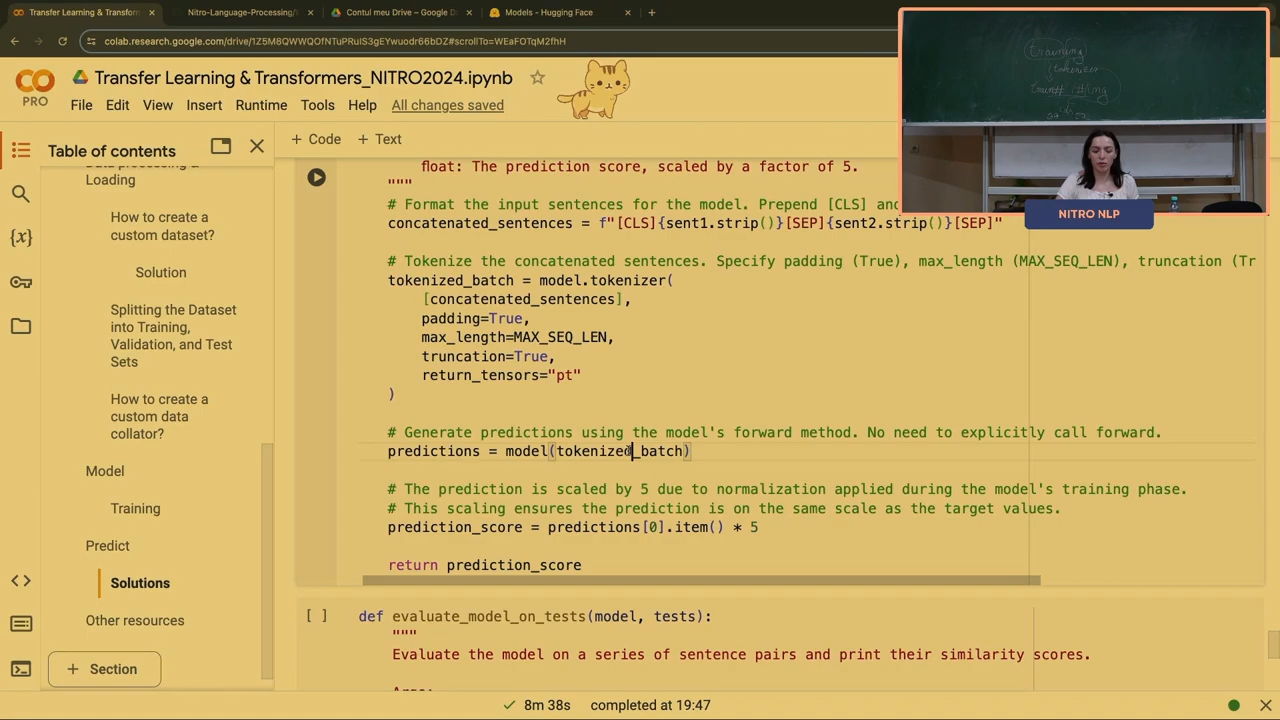 Transfer Learning & Transform
Nitro-Language-Processing/
Contul meu Drive – Google D
Models - Hugging Face
colab.research.google.com/drive/1Z5M8QWWQOfNTuPRuIS3gEYwuodr66bDZ#scrollTo=WEaFOTqM2fhH
PRO
Transfer Learning & Transformers_NITRO2024.ipynb
File Edit View Insert Runtime Tools Help All changes saved
+ Code + Text
training
tokenizer
NITRO NLP
Table of contents
Data processing &
Loading
How to create a
custom dataset?
Solution
Splitting the Dataset
into Training,
Validation, and Test
Sets
How to create a
custom data
collator?
Model
Training
Predict
Solutions
Other resources
+ Section
float: The prediction score, scaled by a factor of 5.
"""
# Format the input sentences for the model. Prepend [CLS] and
concatenated_sentences = f"[CLS]{sent1.strip()}[SEP]{sent2.strip()}[SEP]"
# Tokenize the concatenated sentences. Specify padding (True), max_length (MAX_SEQ_LEN), truncation (Tr
tokenized_batch = model.tokenizer(
[concatenated_sentences],
padding=True,
max_length=MAX_SEQ_LEN,
truncation=True,
return_tensors="pt"
)
# Generate predictions using the model's forward method. No need to explicitly call forward.
predictions = model(tokenized_batch)
# The prediction is scaled by 5 due to normalization applied during the model's training phase.
# This scaling ensures the prediction is on the same scale as the target values.
prediction_score = predictions[0].item() * 5
return prediction_score
[ ] def evaluate_model_on_tests(model, tests):
"""
Evaluate the model on a series of sentence pairs and print their similarity scores.
Args:
8m 38s completed at 19:47